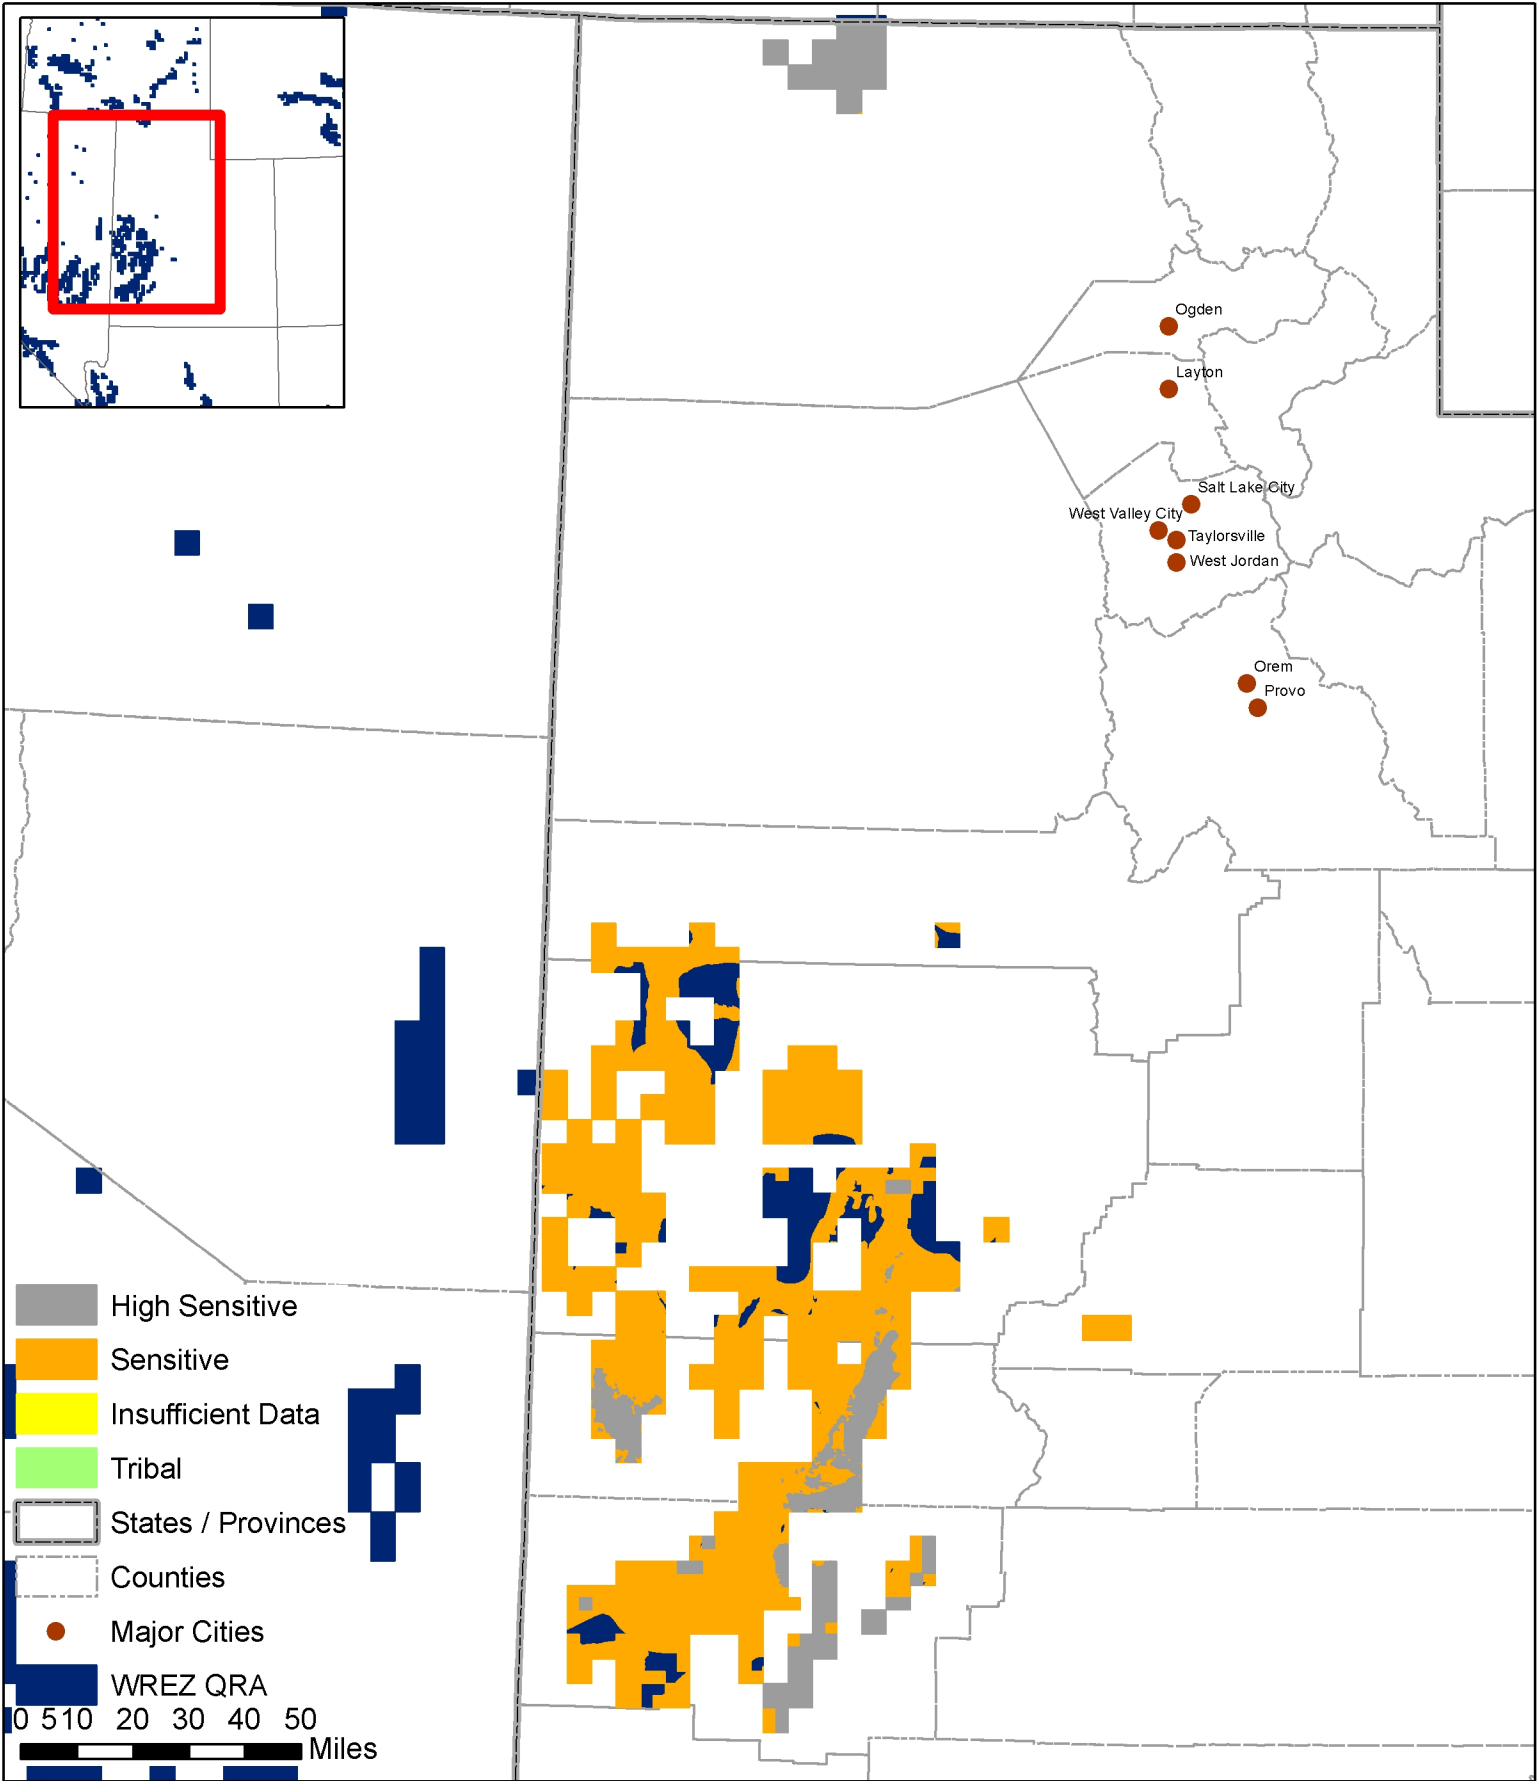 Ogden
Layton
Salt Lake City
West Valley City
Taylorsville
West Jordan
Orem
Provo
High Sensitive
Sensitive
Insufficient Data
Tribal
States / Provinces
Counties
Major Cities
WREZ QRA
0 5 10 20 30 40 50
Miles